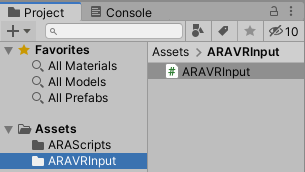 Project Console
10
Favorites
All Materials
All Models
All Prefabs
Assets
ARAScripts
ARAVRInput
Assets > ARAVRInput
# ARAVRInput